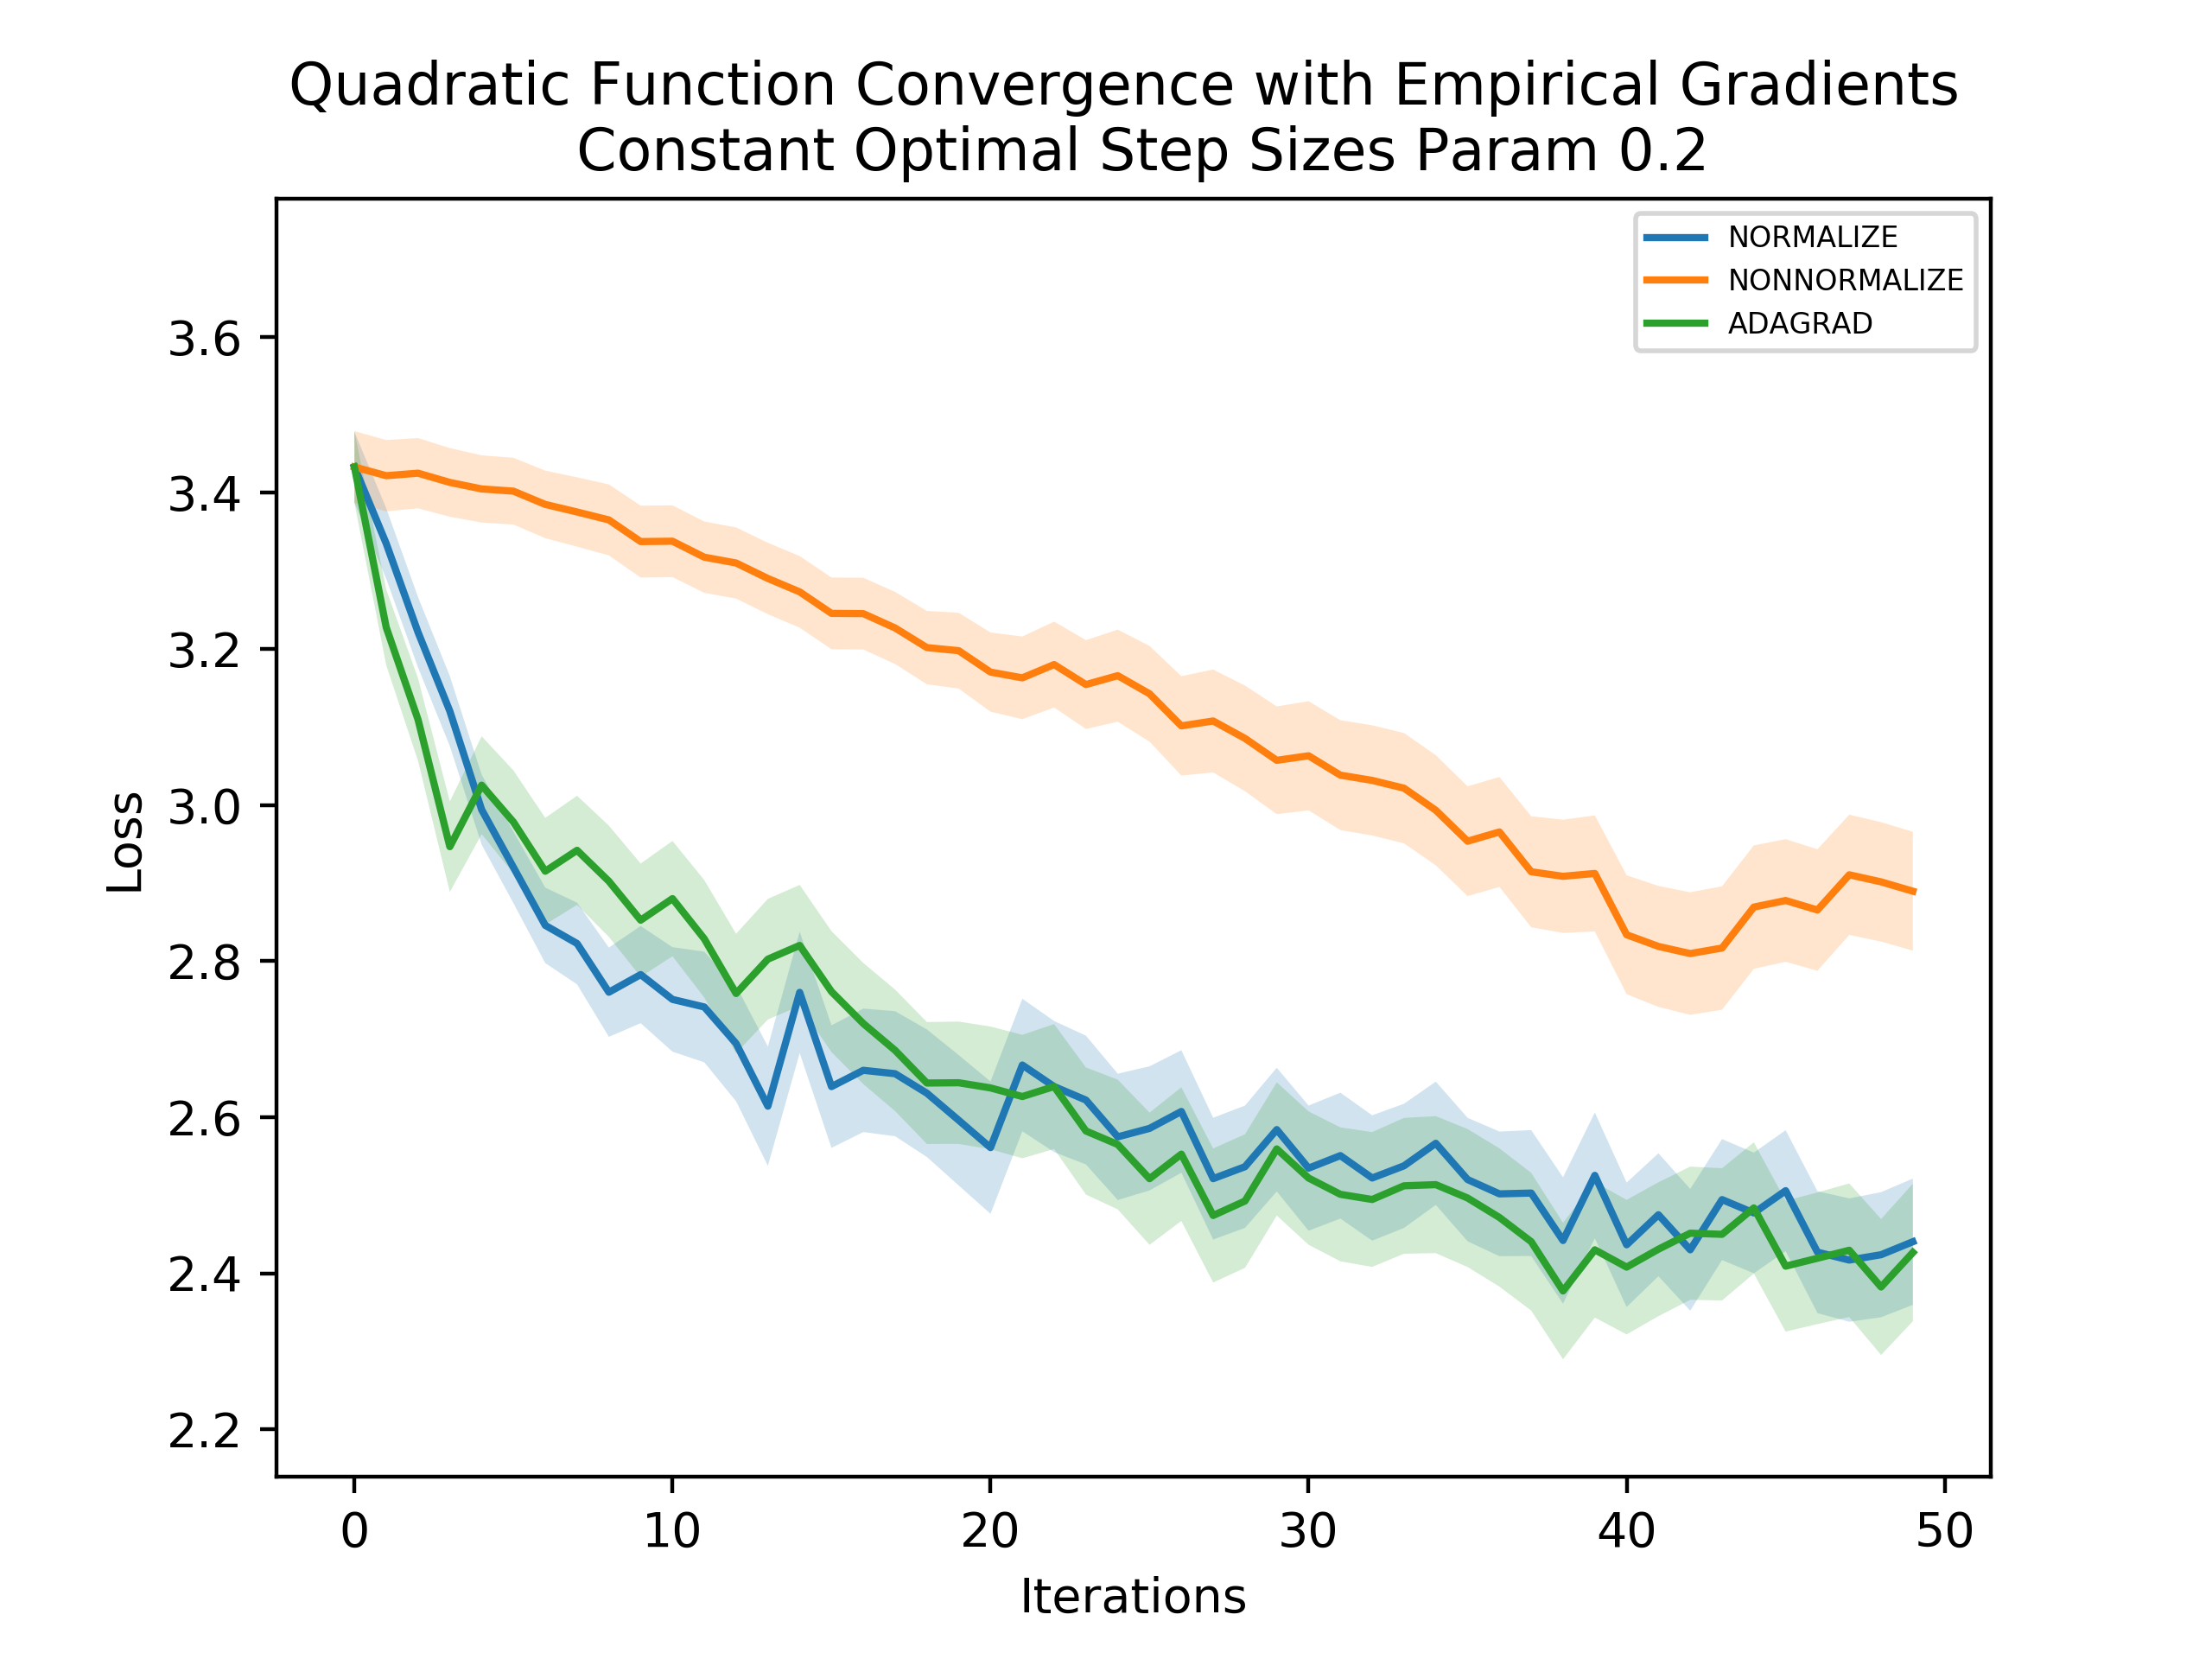 Quadratic Function Convergence with Empirical Gradients
Constant Optimal Step Sizes Param 0.2
NORMALIZE
NONNORMALIZE
ADAGRAD
3.6
3.4
3.2
3.0
2.8
2.6
2.4
2.2
Loss
0 10 20 30 40 50
Iterations